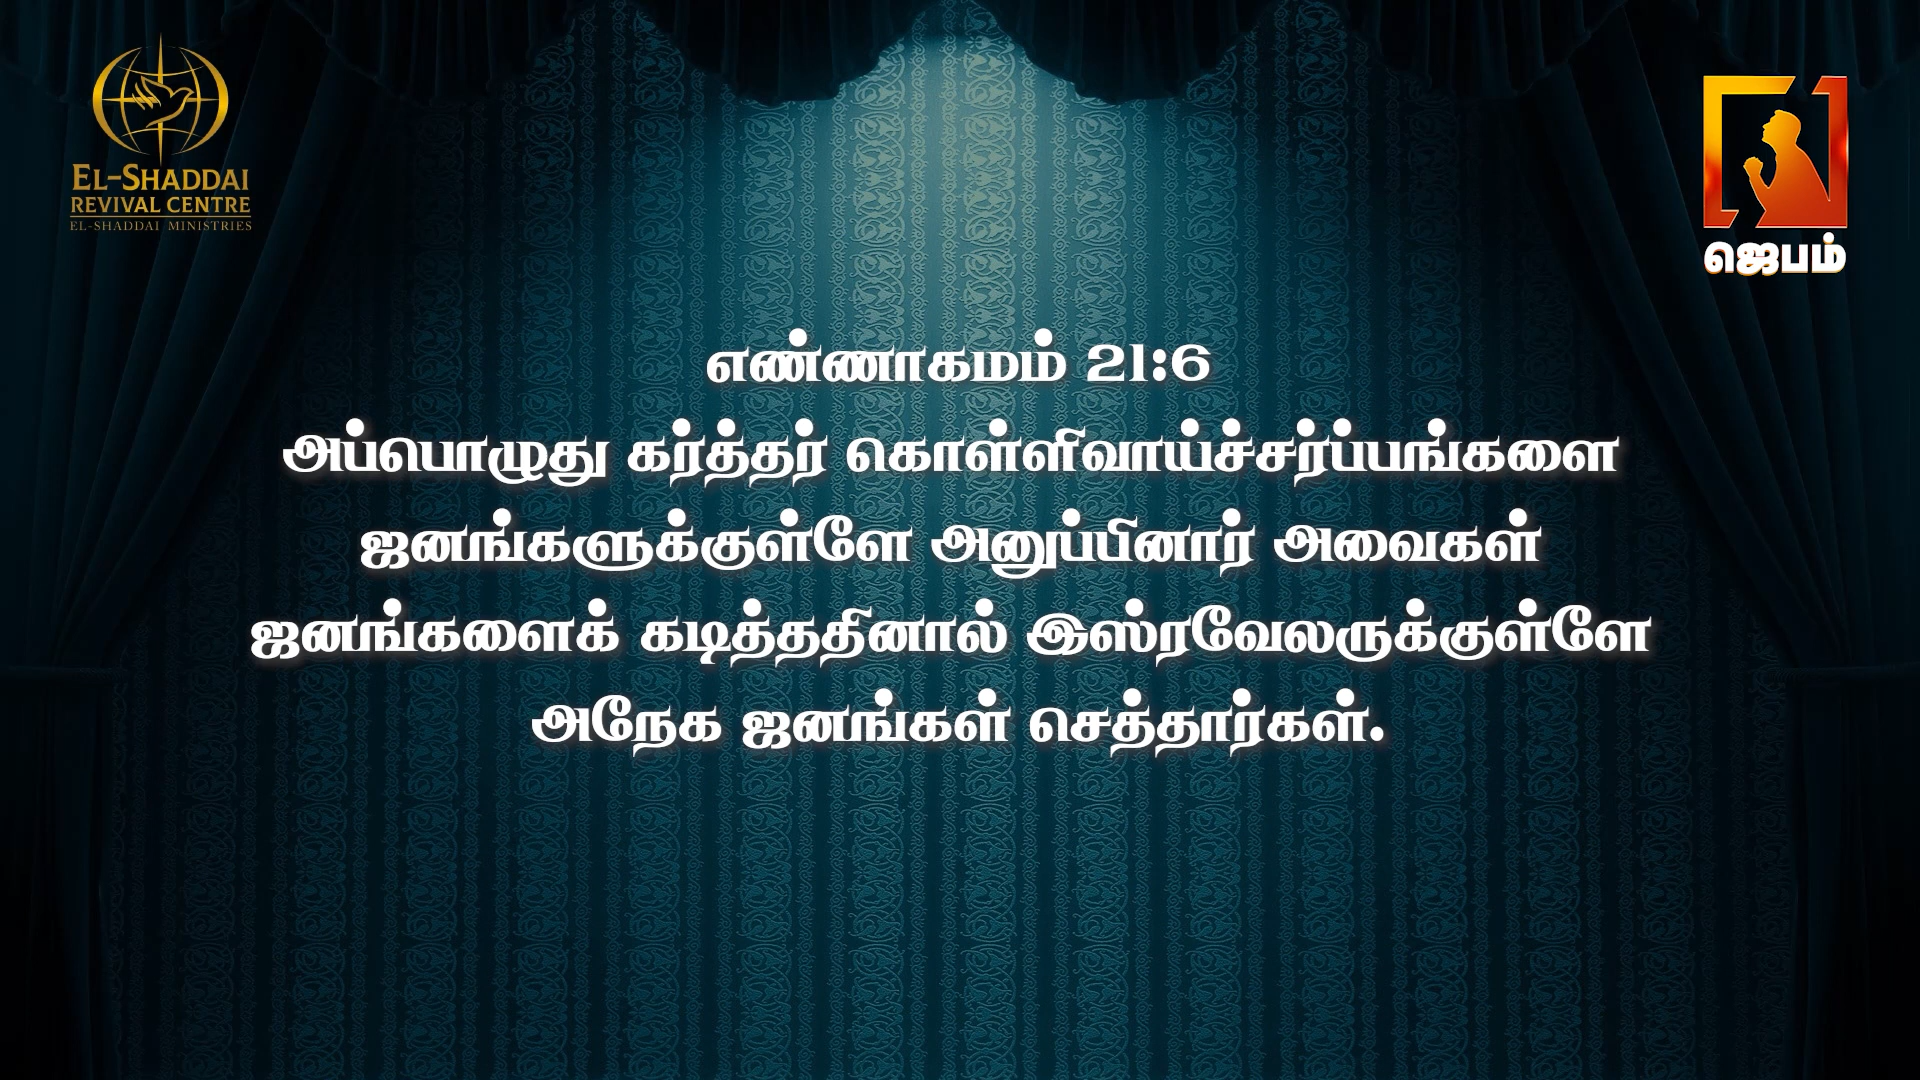 EL-SHADDAI
REVIVAL CENTRE
EL-SHADDAI MINISTRIES
ஜெபம்
எண்ணாகமம் 21:6
அப்பொழுது கர்த்தர் கொள்ளிவாய்ச்சர்ப்பங்களை
ஜனங்களுக்குள்ளே அனுப்பினார் அவைகள்
ஜனங்களைக் கடித்ததினால் இஸ்ரவேலருக்குள்ளே
அநேக ஜனங்கள் செத்தார்கள்.